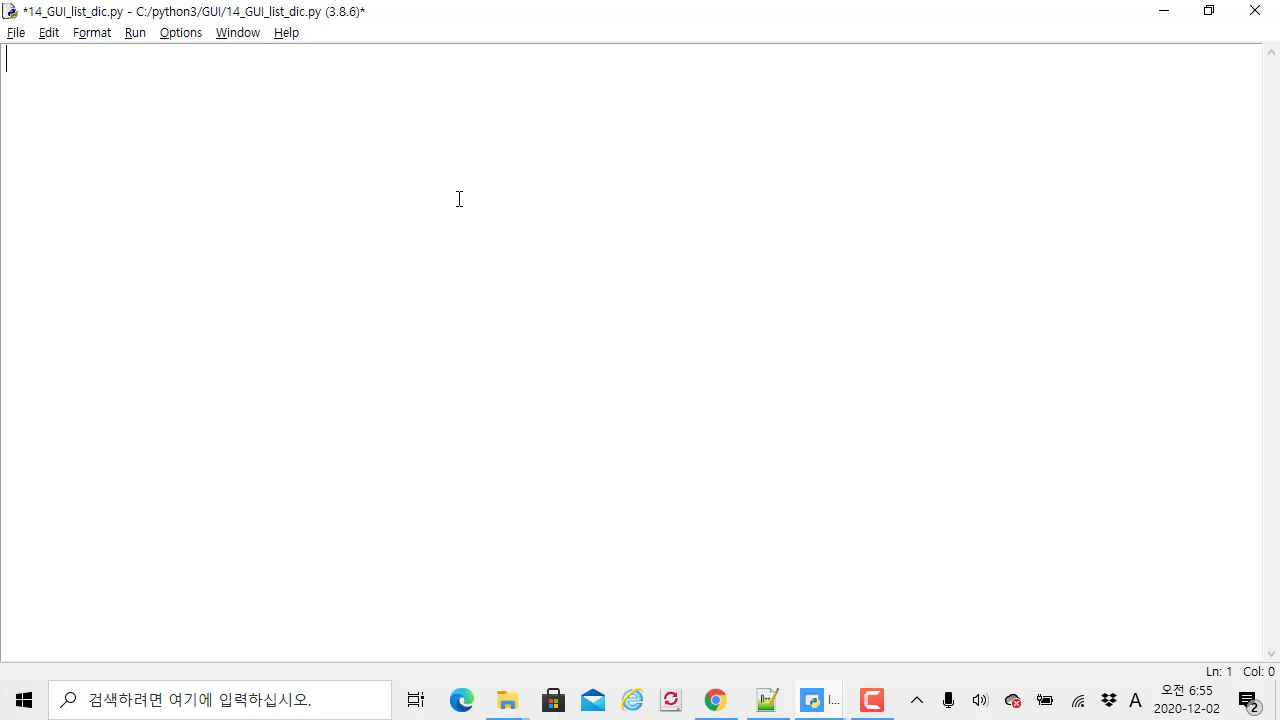 *14_GUI_list_dic.py - C:/python3/GUI/14_GUI_list_dic.py (3.8.6)*
File Edit Format Run Options Window Help
Ln: 1 Col: 0
검색하려면 여기에 입력하십시오.
I...
A
오전 6:55
2020-12-02
2